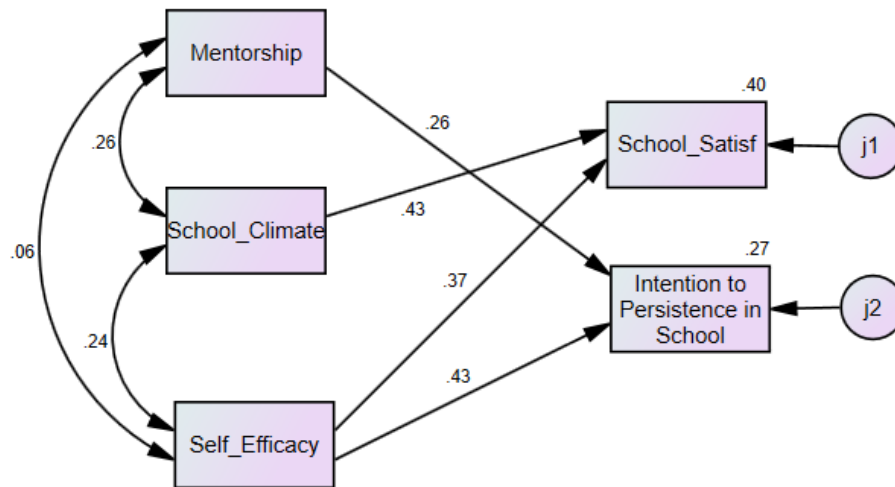 Mentorship
.40
.26
School_Satisf
j1
.26
School_Climate
.43
.06
.27
.37
Intention to
Persistence in
School
j2
.24
.43
Self_Efficacy